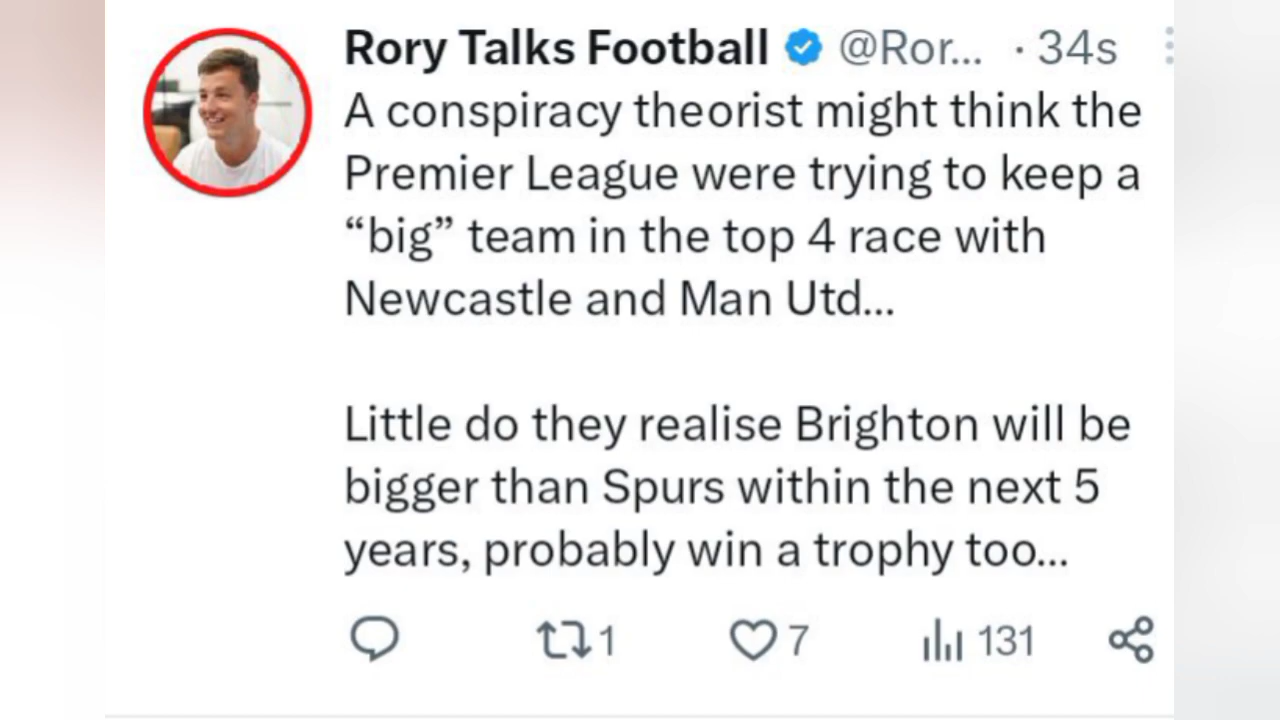 Rory Talks Football @Ror... · 34s
A conspiracy theorist might think the
Premier League were trying to keep a
“big” team in the top 4 race with
Newcastle and Man Utd...
Little do they realise Brighton will be
bigger than Spurs within the next 5
years, probably win a trophy too...
1 7 131